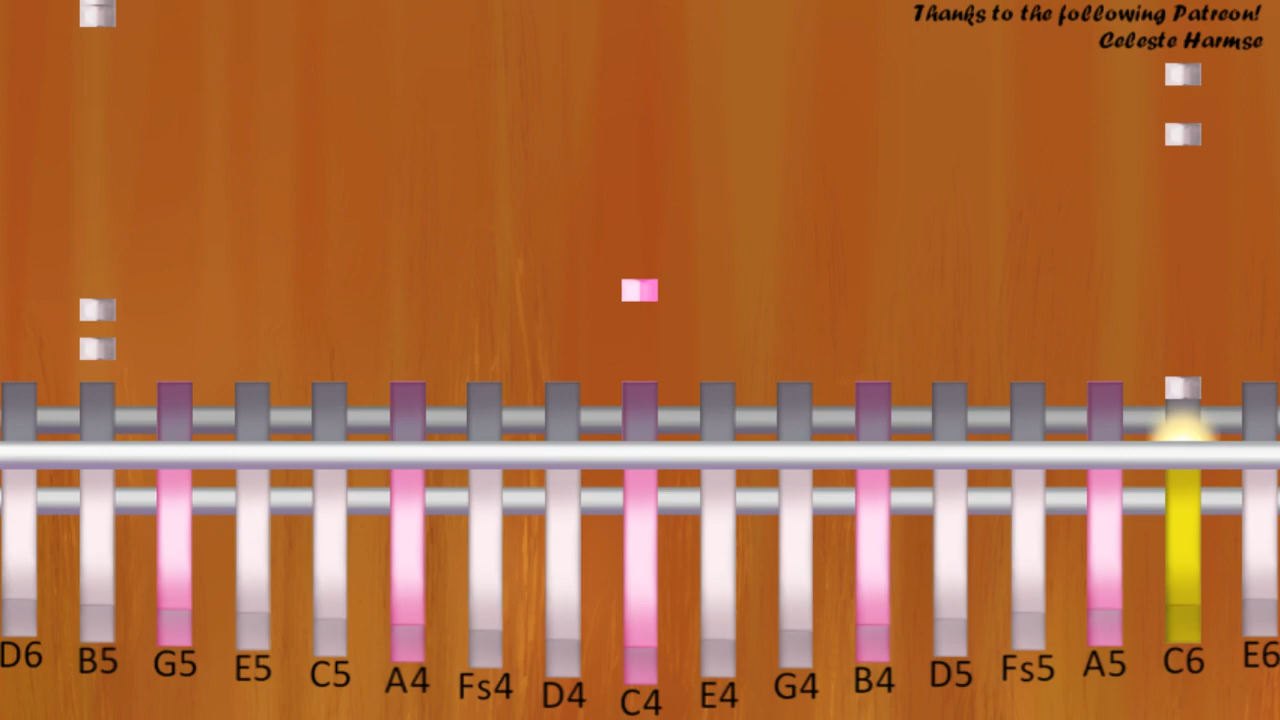 Thanks to the following Patreon!
Celeste Harmse
D6 B5 G5 E5 C5 A4 Fs4 D4 C4 E4 G4 B4 D5 Fs5 A5 C6 E6